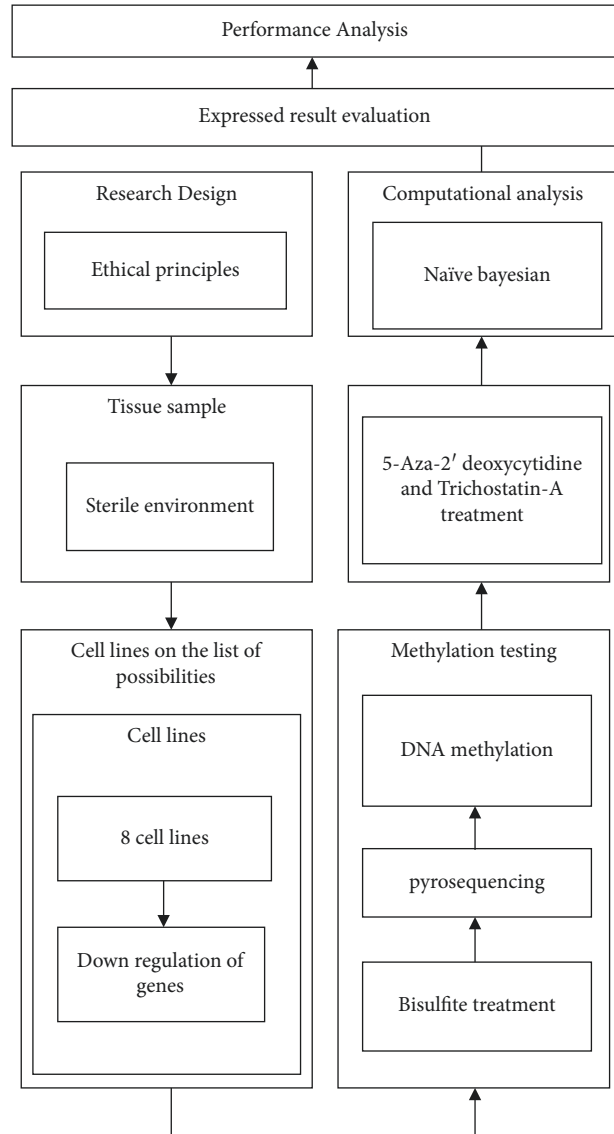 Performance Analysis
Expressed result evaluation
Research Design
Ethical principles
Tissue sample
Sterile environment
Cell lines on the list of
possibilities
Cell lines
8 cell lines
Down regulation of
genes
Computational analysis
Naïve bayesian
5-Aza-2′ deoxycytidine
and Trichostatin-A
treatment
Methylation testing
DNA methylation
pyrosequencing
Bisulfite treatment